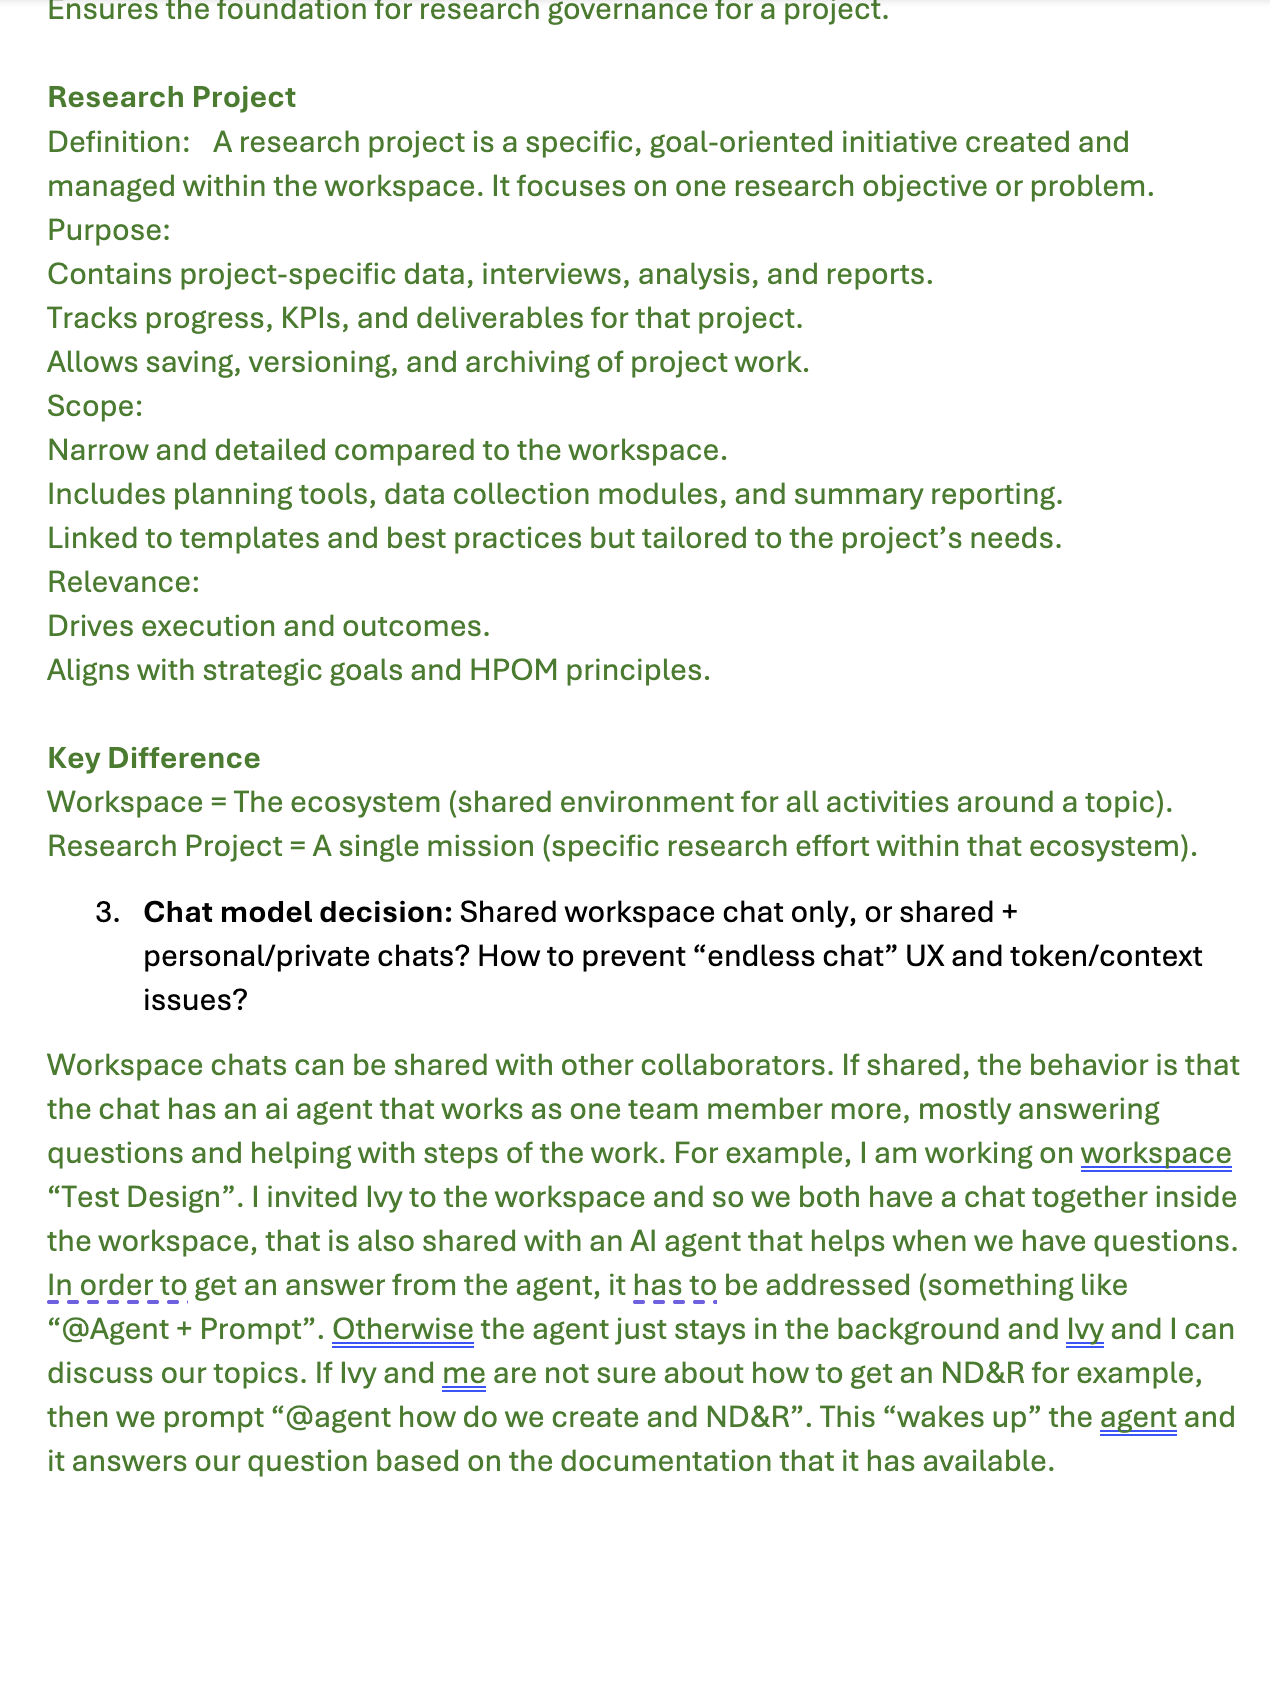 Ensures the foundation for research governance for a project.
Research Project
Definition:   A research project is a specific, goal-oriented initiative created and
managed within the workspace. It focuses on one research objective or problem.
Purpose:
Contains project-specific data, interviews, analysis, and reports.
Tracks progress, KPIs, and deliverables for that project.
Allows saving, versioning, and archiving of project work.
Scope:
Narrow and detailed compared to the workspace.
Includes planning tools, data collection modules, and summary reporting.
Linked to templates and best practices but tailored to the project’s needs.
Relevance:
Drives execution and outcomes.
Aligns with strategic goals and HPOM principles.
Key Difference
Workspace = The ecosystem (shared environment for all activities around a topic).
Research Project = A single mission (specific research effort within that ecosystem).
3. Chat model decision: Shared workspace chat only, or shared +
personal/private chats? How to prevent “endless chat” UX and token/context
issues?
Workspace chats can be shared with other collaborators. If shared, the behavior is that
the chat has an ai agent that works as one team member more, mostly answering
questions and helping with steps of the work. For example, I am working on workspace
“Test Design”. I invited Ivy to the workspace and so we both have a chat together inside
the workspace, that is also shared with an AI agent that helps when we have questions.
In order to get an answer from the agent, it has to be addressed (something like
“@Agent + Prompt”. Otherwise the agent just stays in the background and Ivy and I can
discuss our topics. If Ivy and me are not sure about how to get an ND&R for example,
then we prompt “@agent how do we create and ND&R”. This “wakes up” the agent and
it answers our question based on the documentation that it has available.